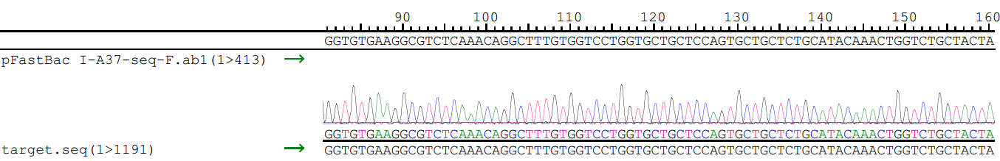 90 100 110 120 130 140 150 160
GGTGTGAAGGCGTCTCAAACAGGCTTTGTGGTCCTGGTGCTGCTCCAGTGCTGCTCTGCATACAAACTGGTCTGCTACTA
pFastBac I-A37-seq-F.ab1(1>413)
GGTGTGAAGGCGTCTCAAACAGGCTTTGTGGTCCTGGTGCTGCTCCAGTGCTGCTCTGCATACAAACTGGTCTGCTACTA
target.seq(1>1191) GGTGTGAAGGCGTCTCAAACAGGCTTTGTGGTCCTGGTGCTGCTCCAGTGCTGCTCTGCATACAAACTGGTCTGCTACTA